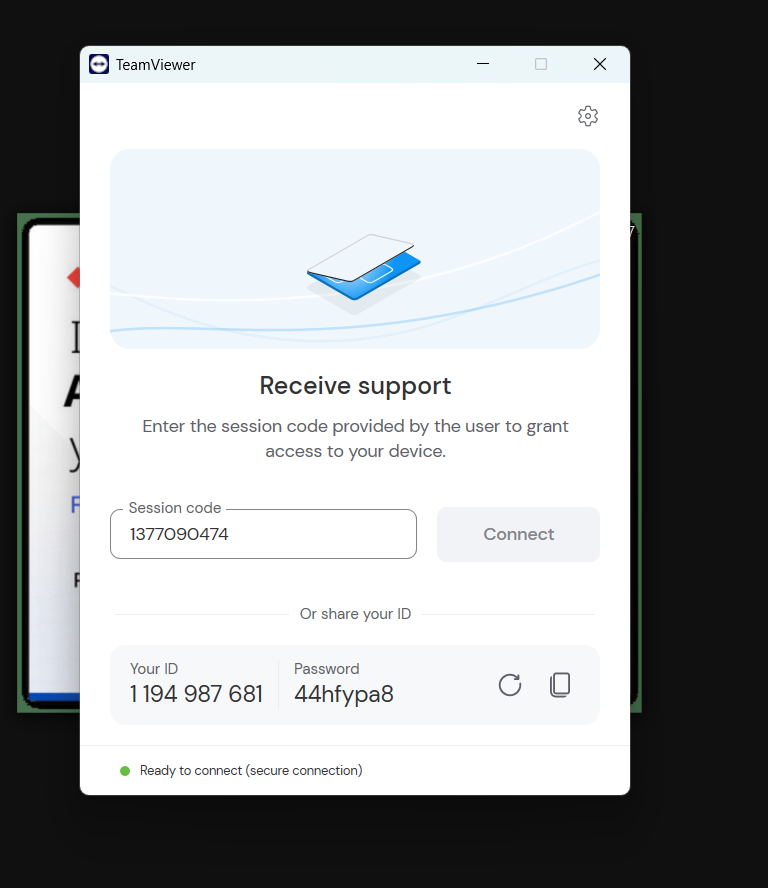 TeamViewer
Receive support
Enter the session code provided by the user to grant
access to your device.
Session code
1377090474
Connect
Or share your ID
Your ID
Password
1 194 987 681
44hfypa8
Ready to connect (secure connection)